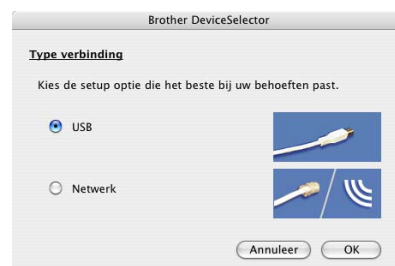 Brother DeviceSelector
Type verbinding
Kies de setup optie die het beste bij uw behoeften past.
USB
Netwerk
Annuleer
OK